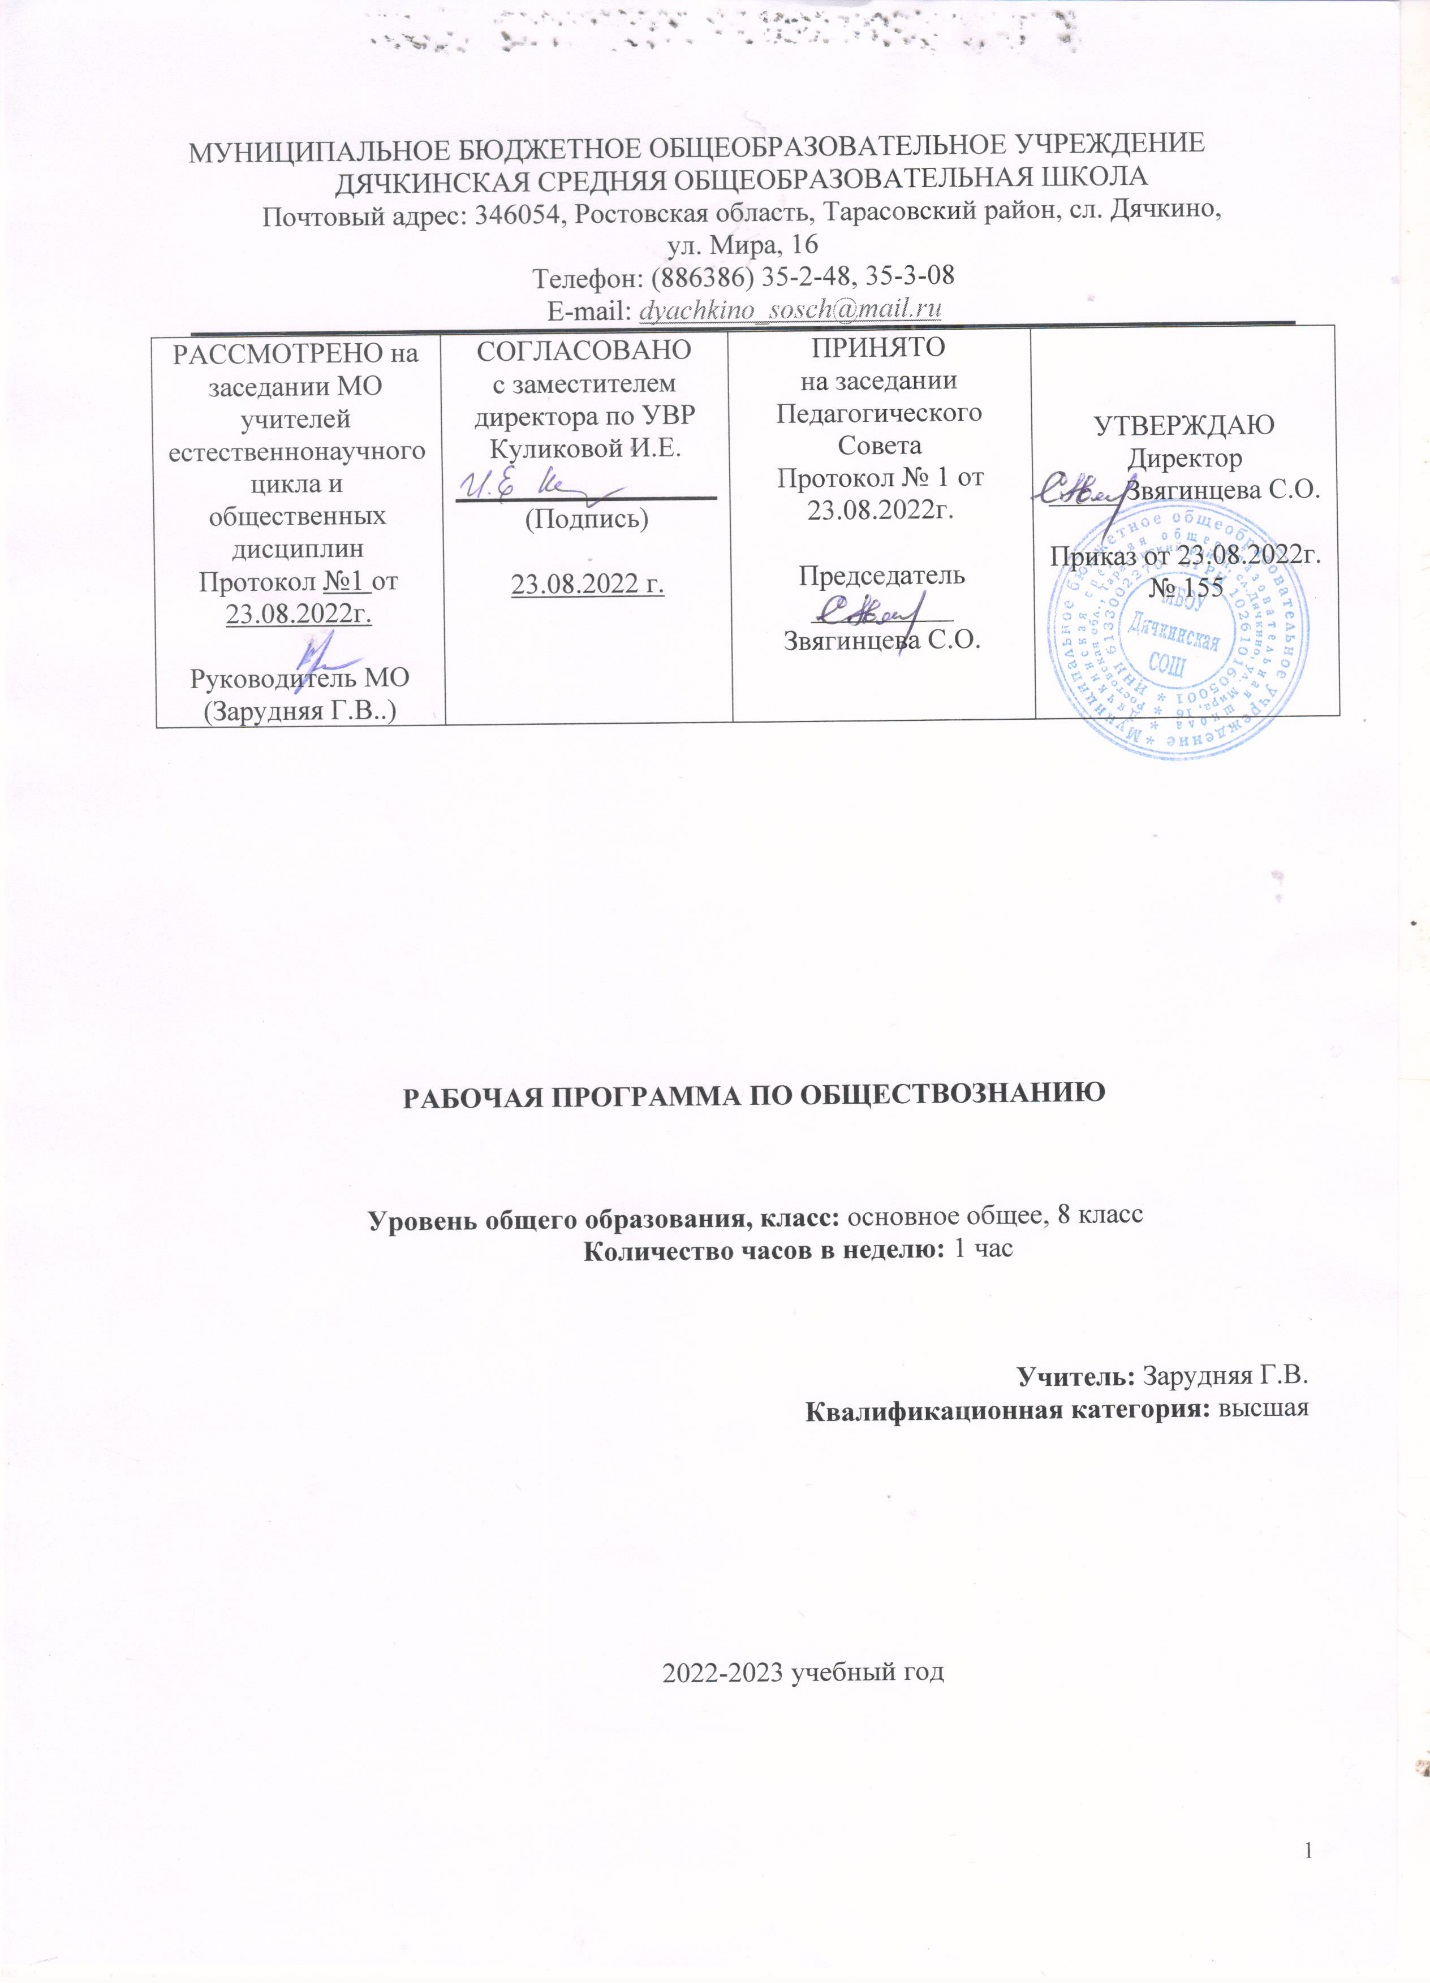 МУНИЦИПАЛЬНОЕ БЮДЖЕТНОЕ ОБЩЕОБРАЗОВАТЕЛЬНОЕ УЧРЕЖДЕНИЕ
ДЯЧКИНСКАЯ СРЕДНЯЯ ОБЩЕОБРАЗОВАТЕЛЬНАЯ ШКОЛА
Почтовый адрес: 346054, Ростовская область, Тарасовский район, сл. Дячкино,
ул. Мира, 16
Телефон: (886386) 35-2-48, 35-3-08
E-mail: dyachkino_sosch@mail.ru
РАССМОТРЕНО на
заседании МО
учителей
естественнонаучного
цикла и
общественных
дисциплин
Протокол №1 от
23.08.2022г.
Руководитель МО
(Зарудняя Г.В..)
СОГЛАСОВАНО
с заместителем
директора по УВР
Куликовой И.Е.
(Подпись)
23.08.2022 г.
ПРИНЯТО
на заседании
Педагогического
Совета
Протокол № 1 от
23.08.2022г.
Председатель
Звягинцева С.О.
УТВЕРЖДАЮ
Директор
Звягинцева С.О.
Приказ от 23.08.2022г.
№ 155
МБОУ
Дячкинская
СОШ
РАБОЧАЯ ПРОГРАММА ПО ОБЩЕСТВОЗНАНИЮ
Уровень общего образования, класс: основное общее, 8 класс
Количество часов в неделю: 1 час
Учитель: Зарудняя Г.В.
Квалификационная категория: высшая
2022-2023 учебный год
1